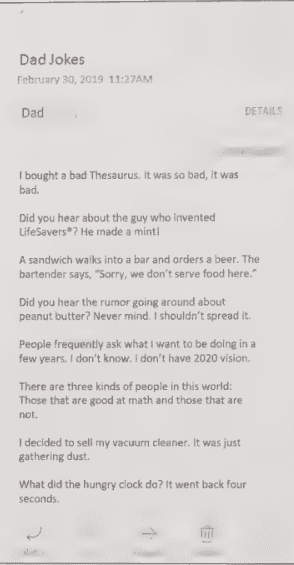 Dad Jokes
February 30, 2019 11:27AM
Dad
DETAILS
I bought a bad Thesaurus. It was so bad, it was
bad.
Did you hear about the guy who invented
LifeSavers®? He made a mint!
A sandwich walks into a bar and orders a beer. The
bartender says, "Sorry, we don't serve food here."
Did you hear the rumor going around about
peanut butter? Never mind. I shouldn't spread it.
People frequently ask what I want to be doing in a
few years. I don't know. I don't have 2020 vision.
There are three kinds of people in this world:
Those that are good at math and those that are
not.
I decided to sell my vacuum cleaner. It was just
gathering dust.
What did the hungry clock do? It went back four
seconds.